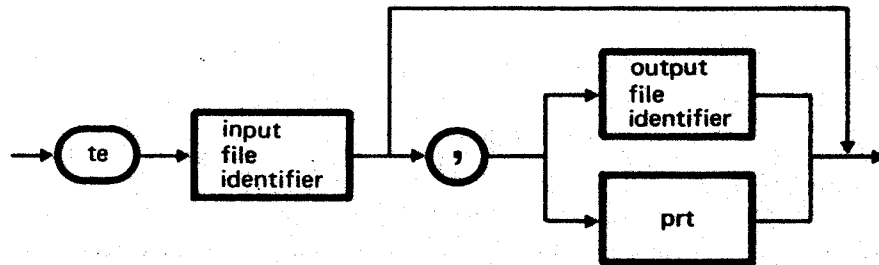 te
input
file
identifier
,
output
file
identifier
prt